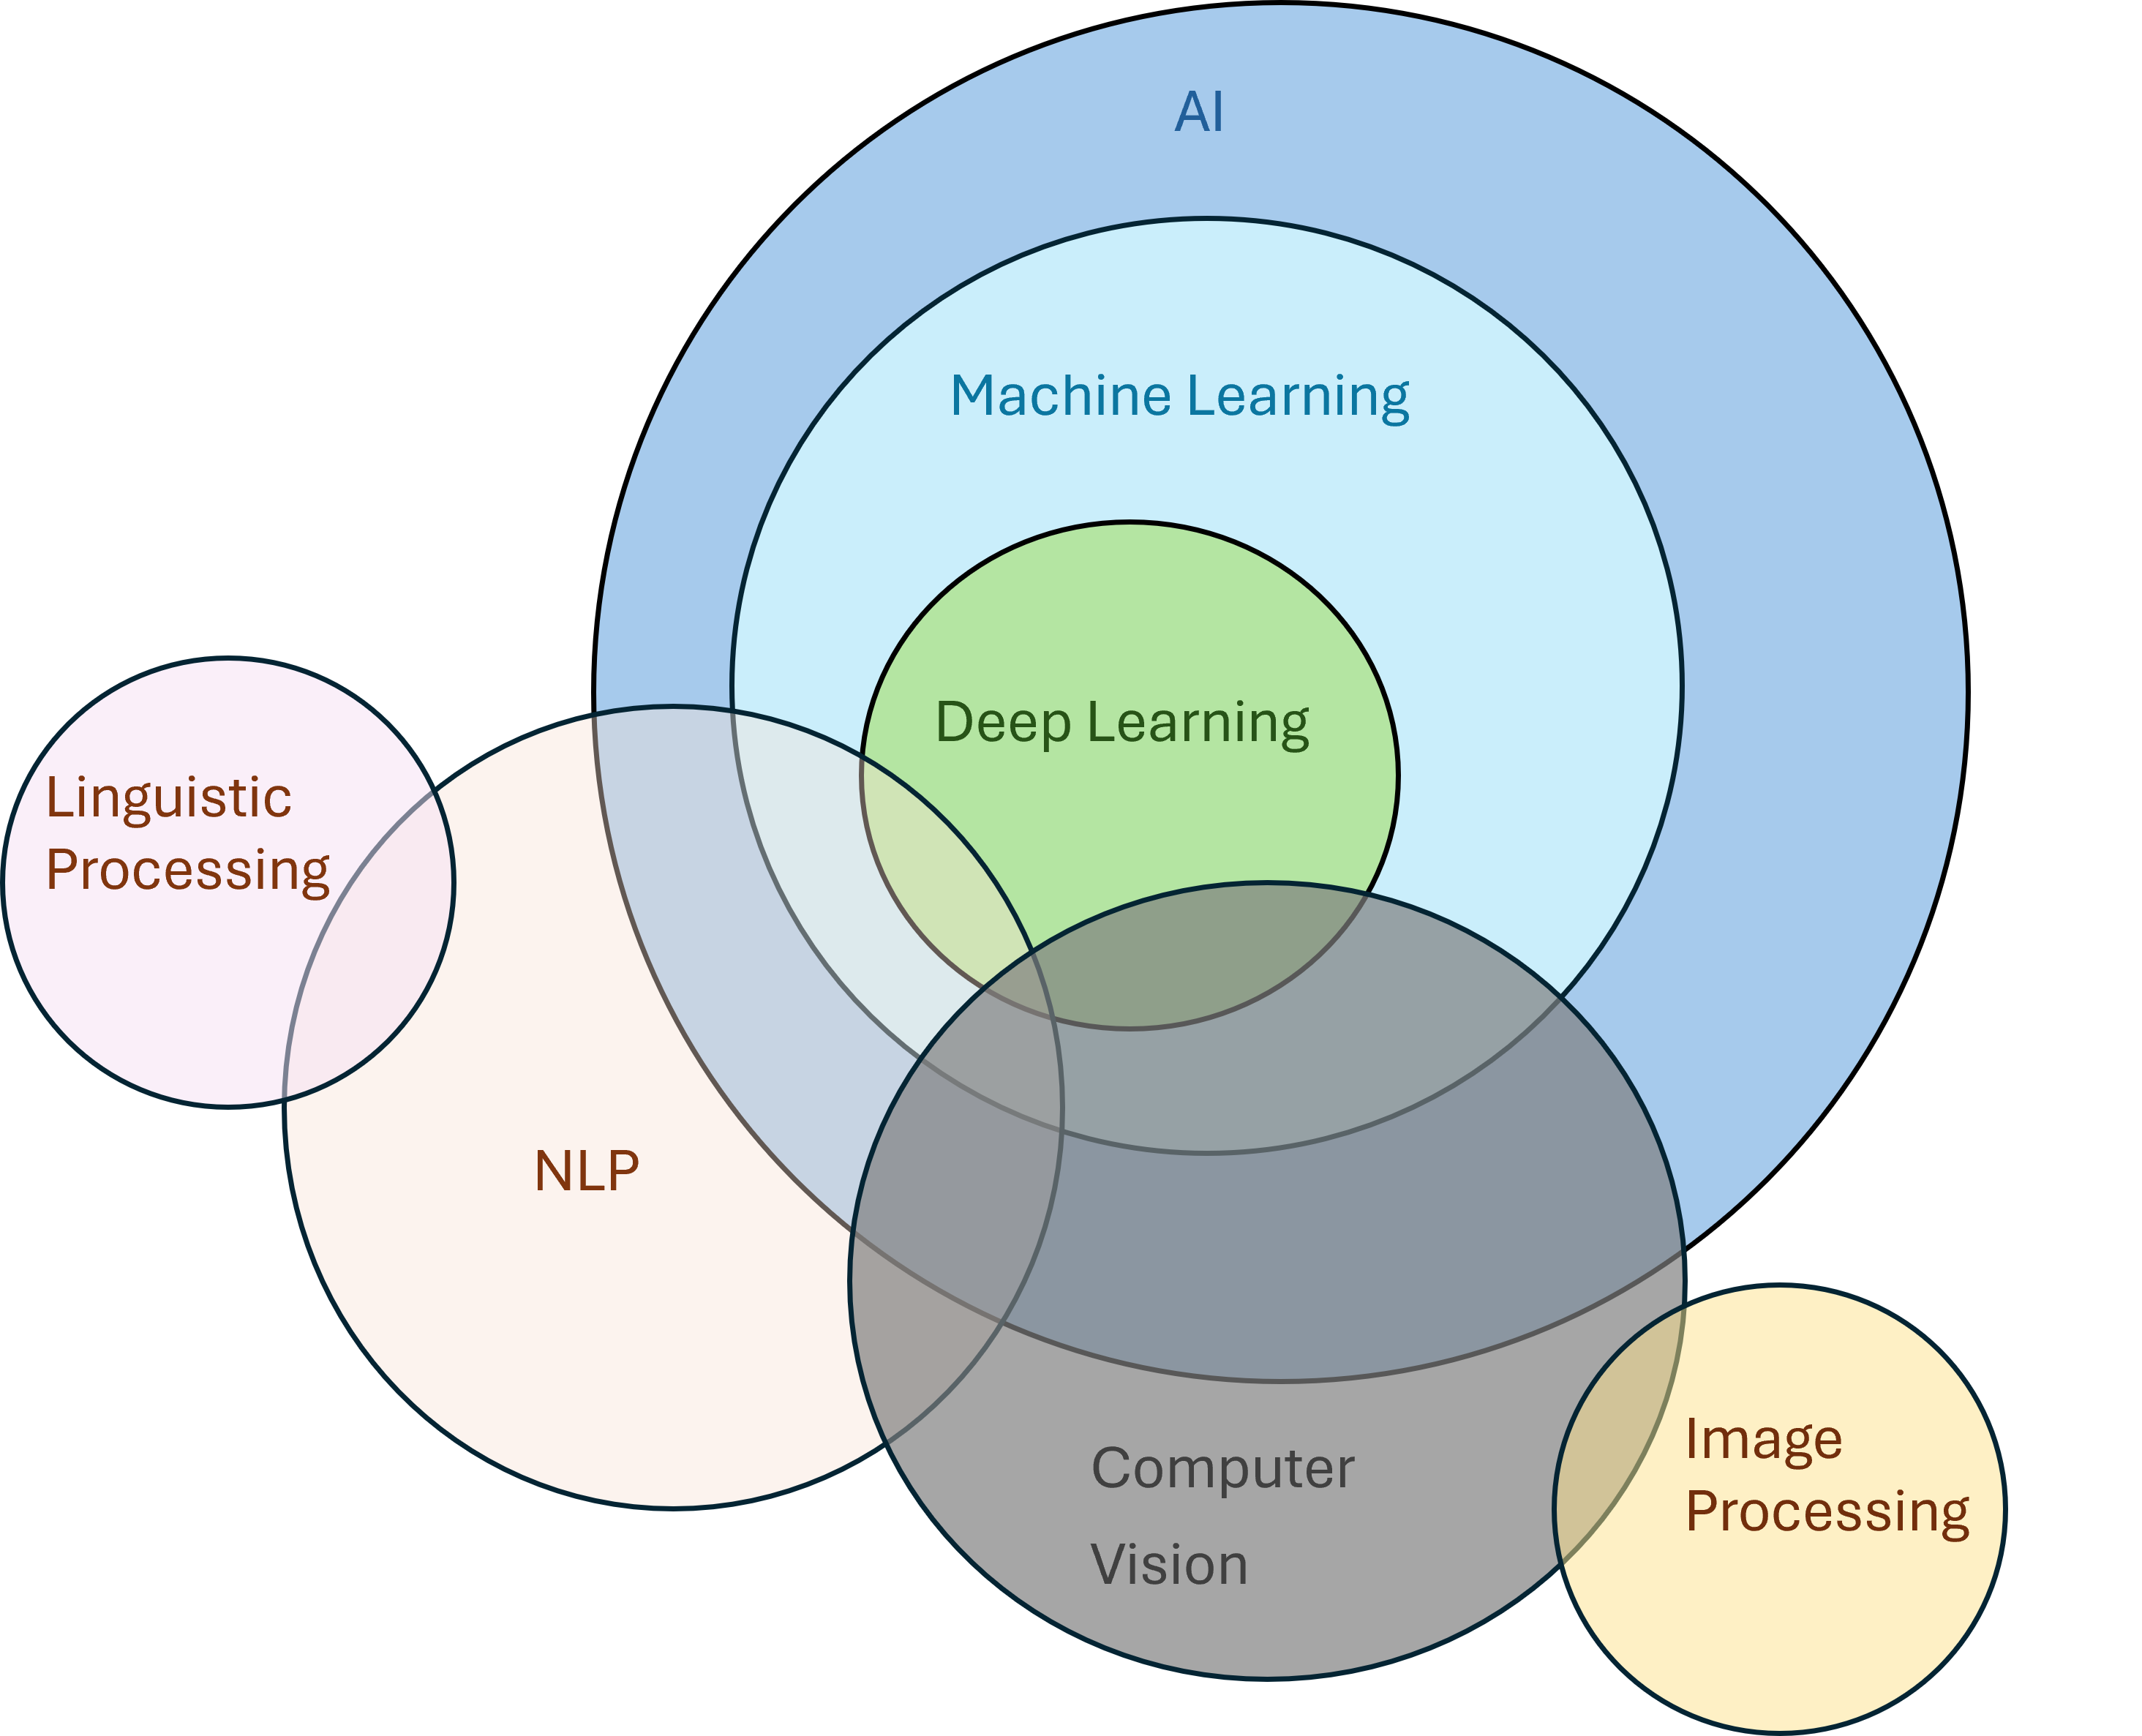 AI
Machine Learning
Deep Learning
Linguistic
Processing
NLP
Computer
Vision
Image
Processing